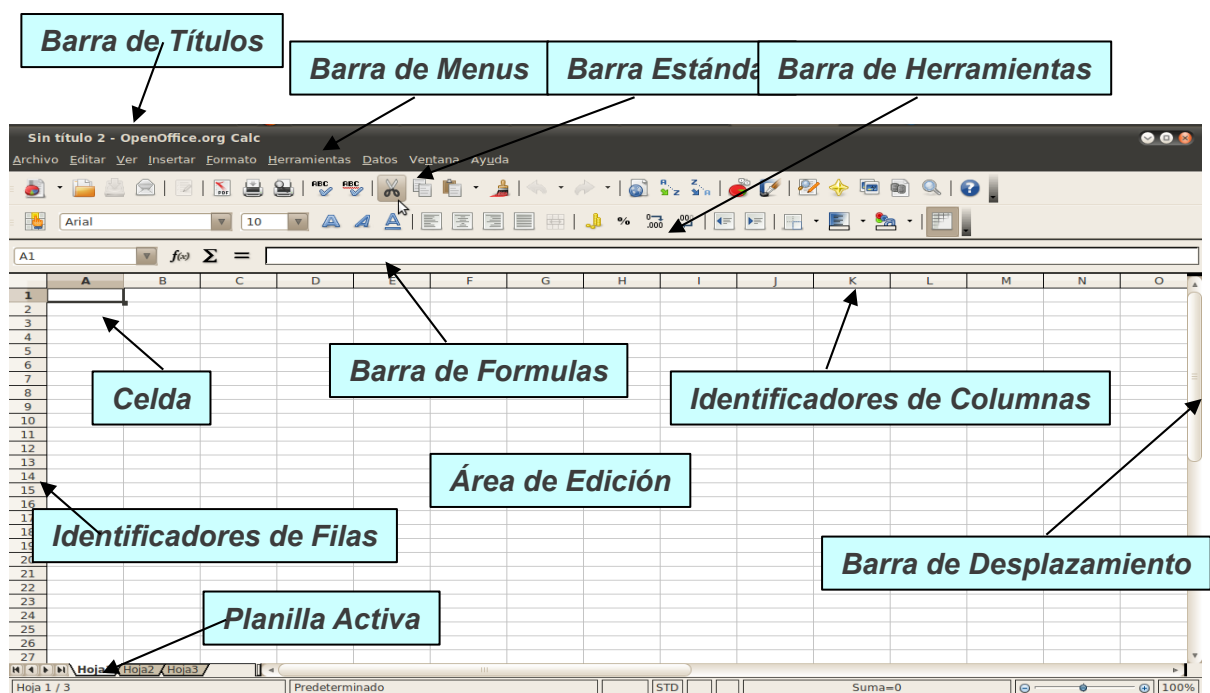 Barra de Títulos
Barra de Menus
Barra Estánda
Barra de Herramientas
Sin título 2 - OpenOffice.org Calc
Archivo Editar Ver Insertar Formato Herramientas Datos Ventana Ayuda
Arial 10
A1 f(x) Σ =
A B C D E F G H I J K L M N O
1
2
3
4
5
6
7
8
9
10
11
12
13
14
15
16
17
18
19
20
21
22
23
24
25
26
27
Celda
Barra de Formulas
Identificadores de Columnas
Área de Edición
Identificadores de Filas
Barra de Desplazamiento
Planilla Activa
Hoja Hoja2 Hoja3
Hoja 1 / 3 Predeterminado STD Suma=0 100%